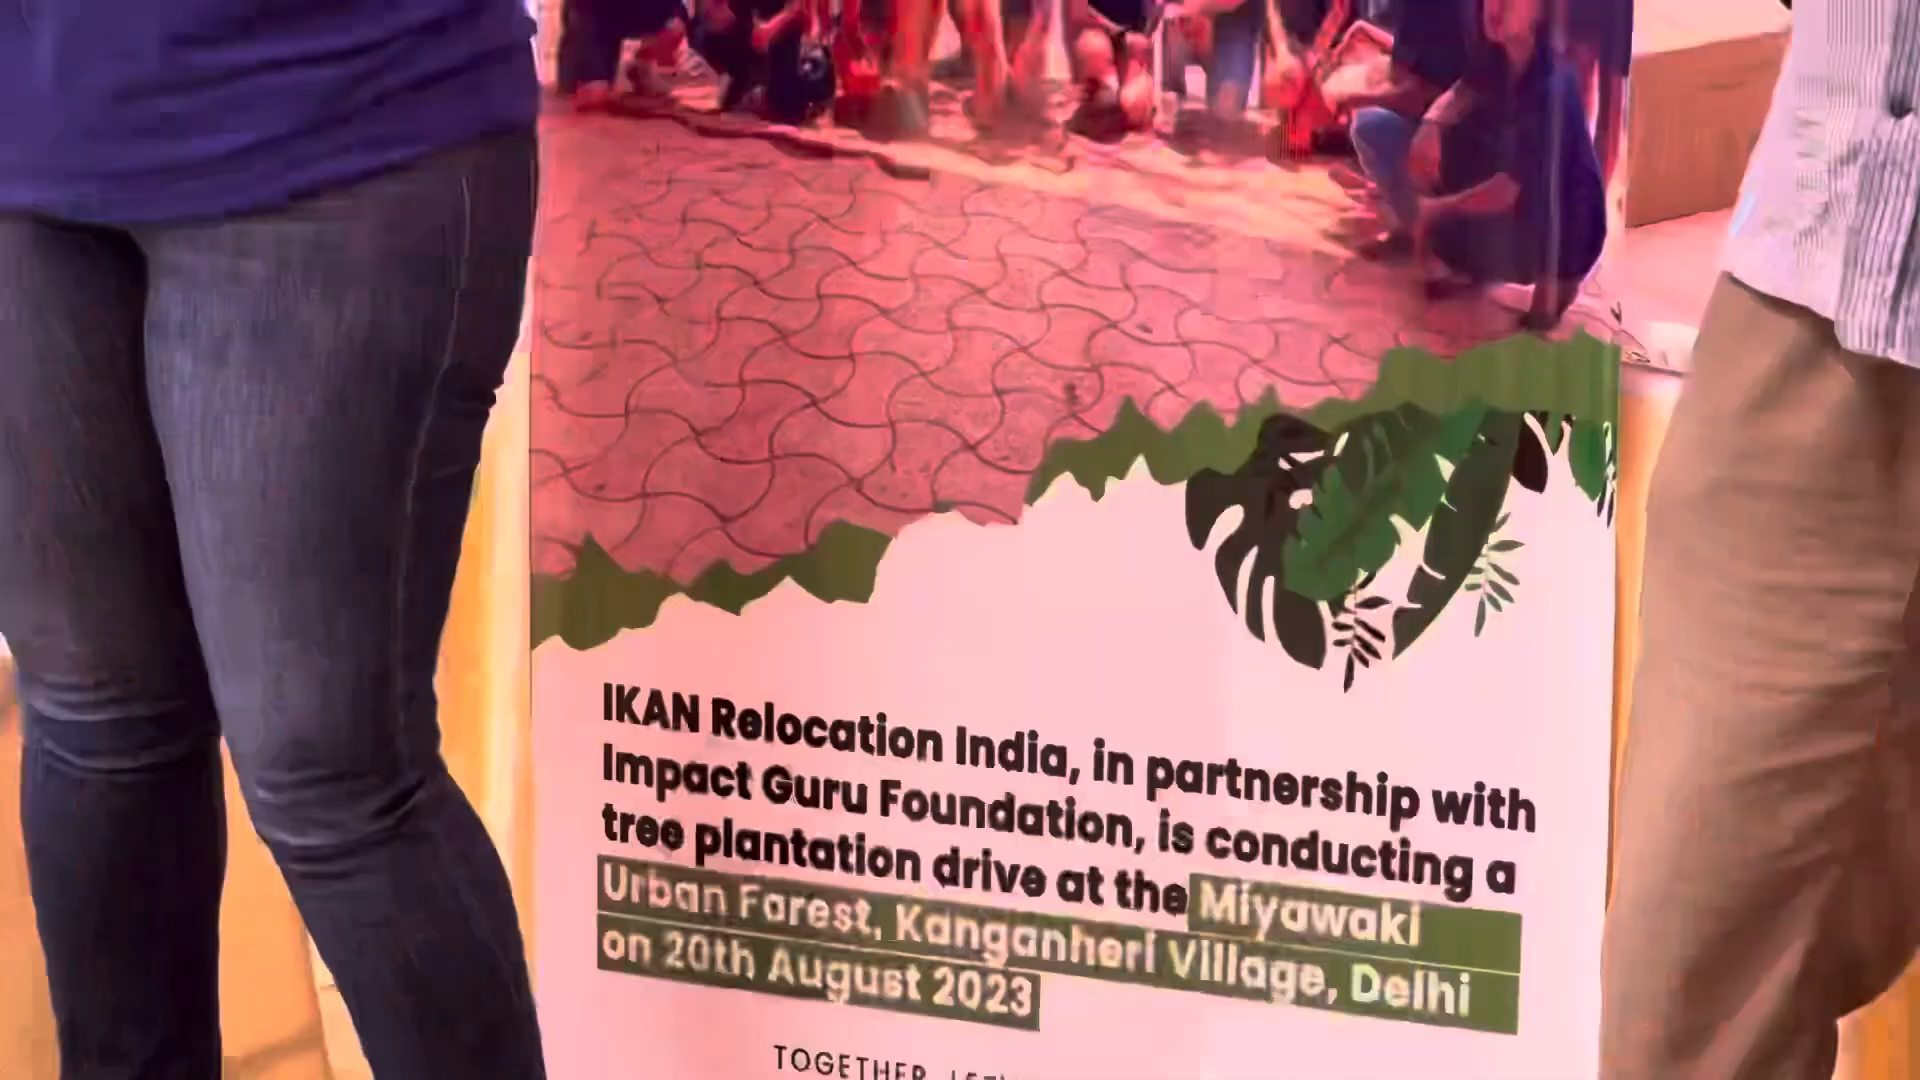 IKAN Relocation India, in partnership with
Impact Guru Foundation, is conducting a
tree plantation drive at the Miyawaki
Urban Farest, Kanganheri Village, Delhi
on 20th August 2023
TOGETHER,